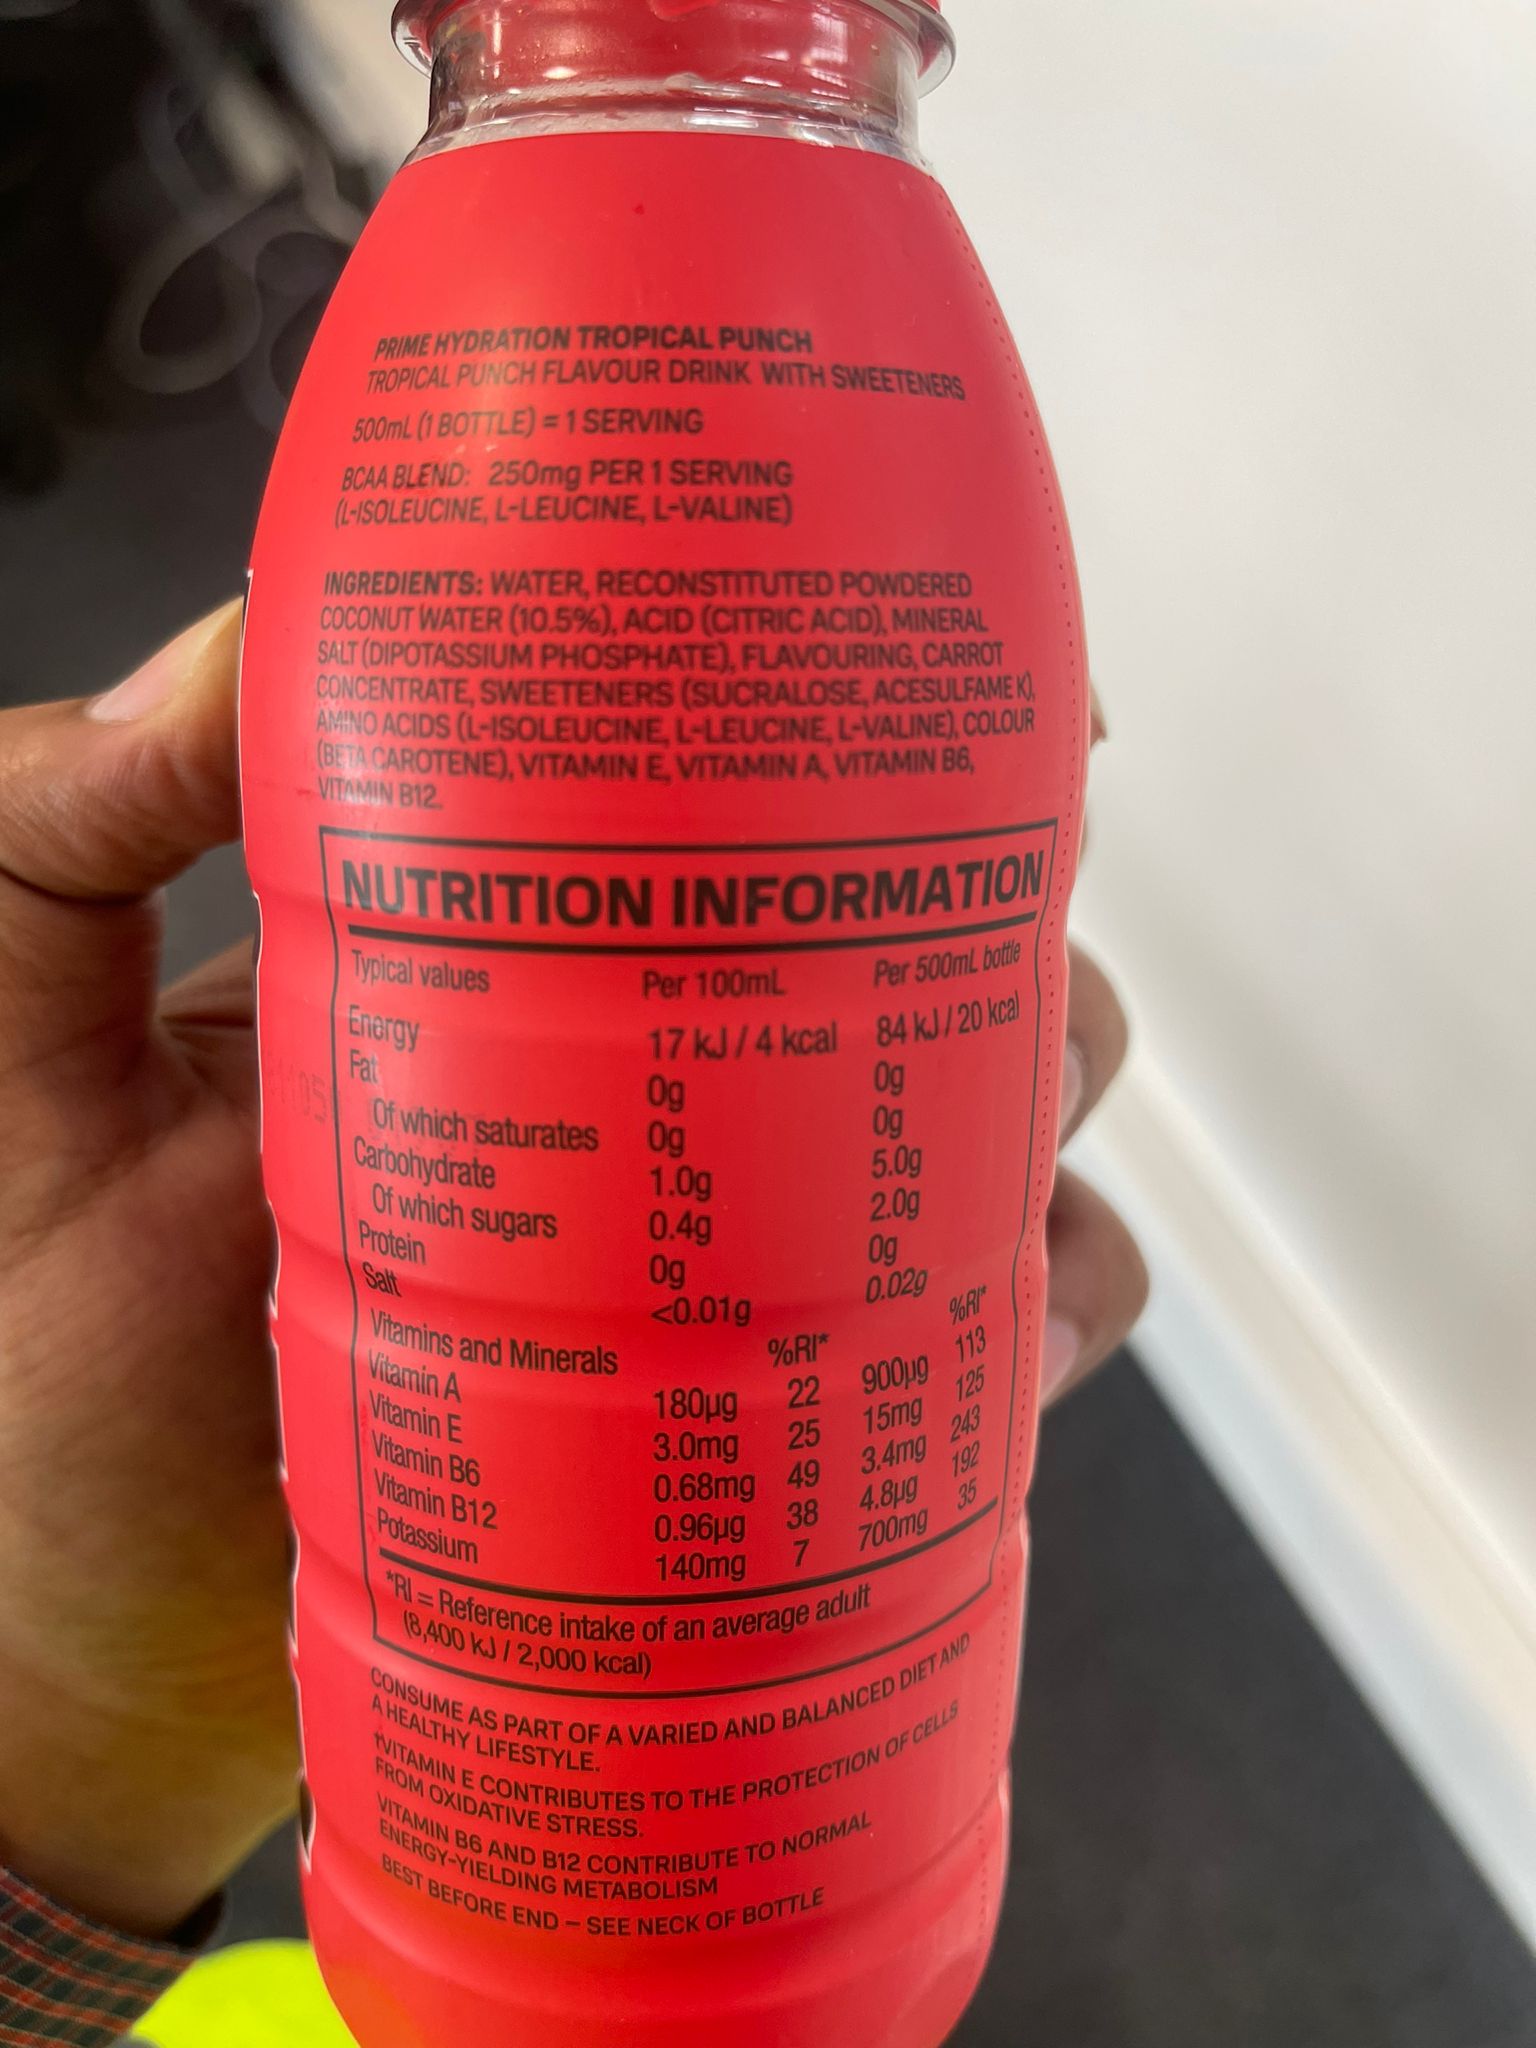 PRIME HYDRATION TROPICAL PUNCH
TROPICAL PUNCH FLAVOUR DRINK WITH SWEETENERS
500mL (1 BOTTLE) = 1 SERVING
BCAA BLEND: 250mg PER 1 SERVING
(L-ISOLEUCINE, L-LEUCINE, L-VALINE)
INGREDIENTS: WATER, RECONSTITUTED POWDERED
COCONUT WATER (10.5%), ACID (CITRIC ACID), MINERAL
SALT (DIPOTASSIUM PHOSPHATE), FLAVOURING, CARROT
CONCENTRATE, SWEETENERS (SUCRALOSE, ACESULFAME K),
AMINO ACIDS (L-ISOLEUCINE, L-LEUCINE, L-VALINE), COLOUR
(BETA CAROTENE), VITAMIN E, VITAMIN A, VITAMIN B6,
VITAMIN B12.
NUTRITION INFORMATION
Typical values Per 100mL Per 500mL bottle
Energy 17 kJ / 4 kcal 84 kJ / 20 kcal
Fat 0g 0g
Of which saturates 0g 0g
Carbohydrate 1.0g 5.0g
Of which sugars 0.4g 2.0g
Protein 0g 0g
Salt <0.01g 0.02g
Vitamins and Minerals %RI* %RI*
Vitamin A 180µg 22 900µg 113
Vitamin E 3.0mg 25 15mg 125
Vitamin B6 0.68mg 49 3.4mg 243
Vitamin B12 0.96µg 38 4.8µg 192
Potassium 140mg 7 700mg 35
*RI = Reference intake of an average adult
(8,400 kJ / 2,000 kcal)
CONSUME AS PART OF A VARIED AND BALANCED DIET AND
A HEALTHY LIFESTYLE.
†VITAMIN E CONTRIBUTES TO THE PROTECTION OF CELLS
FROM OXIDATIVE STRESS.
VITAMIN B6 AND B12 CONTRIBUTE TO NORMAL
ENERGY-YIELDING METABOLISM
BEST BEFORE END – SEE NECK OF BOTTLE